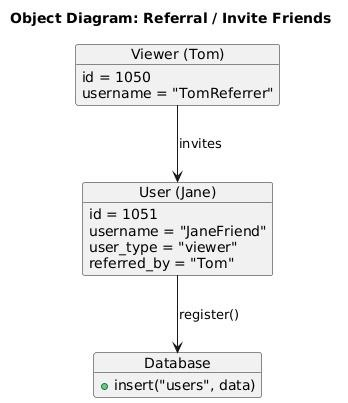 Object Diagram: Referral / Invite Friends
Viewer (Tom)
id = 1050
username = "TomReferrer"
invites
User (Jane)
id = 1051
username = "JaneFriend"
user_type = "viewer"
referred_by = "Tom"
register()
Database
insert("users", data)